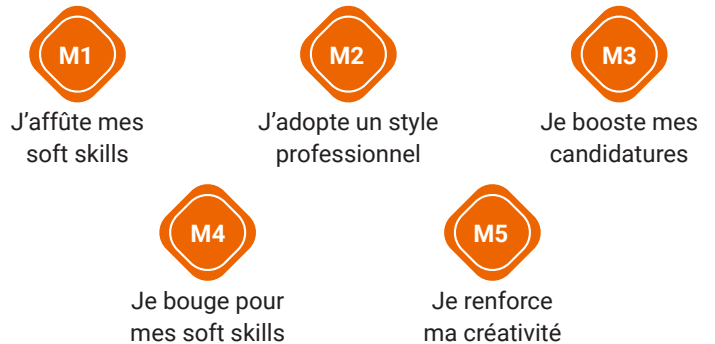 M1
J’affûte mes
soft skills
M2
J’adopte un style
professionnel
M3
Je booste mes
candidatures
M4
Je bouge pour
mes soft skills
M5
Je renforce
ma créativité